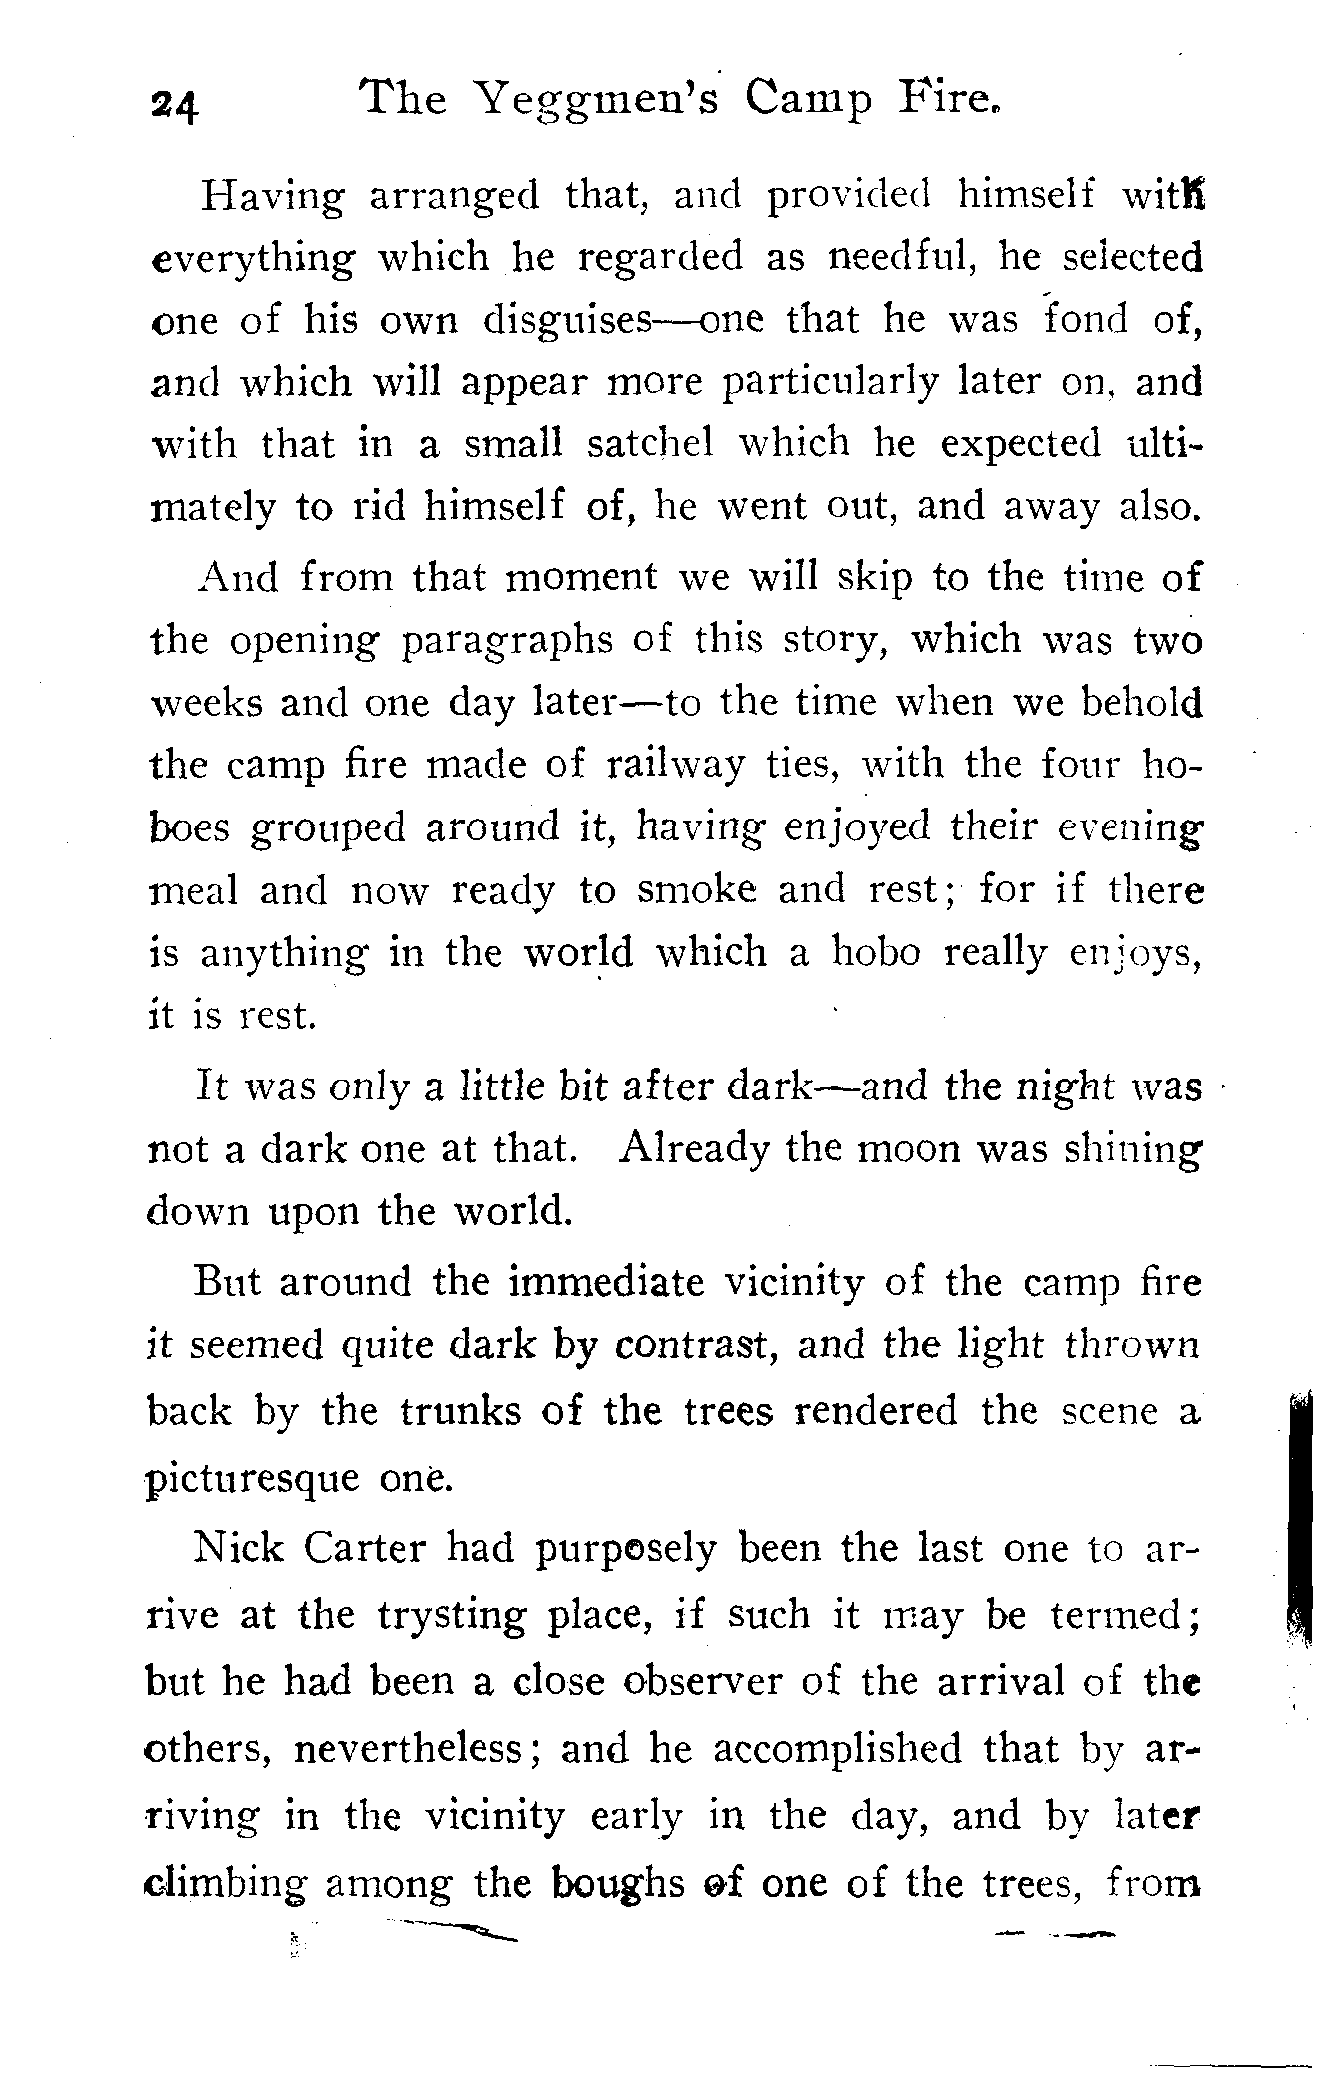 24 The Yeggmen's Camp Fire.
Having arranged that, and provided himself with
everything which he regarded as needful, he selected
one of his own disguises—one that he was fond of,
and which will appear more particularly later on, and
with that in a small satchel which he expected ulti-
mately to rid himself of, he went out, and away also.
And from that moment we will skip to the time of
the opening paragraphs of this story, which was two
weeks and one day later—to the time when we behold
the camp fire made of railway ties, with the four ho-
boes grouped around it, having enjoyed their evening
meal and now ready to smoke and rest; for if there
is anything in the world which a hobo really enjoys,
it is rest.
It was only a little bit after dark—and the night was
not a dark one at that. Already the moon was shining
down upon the world.
But around the immediate vicinity of the camp fire
it seemed quite dark by contrast, and the light thrown
back by the trunks of the trees rendered the scene a
picturesque one.
Nick Carter had purposely been the last one to ar-
rive at the trysting place, if such it may be termed;
but he had been a close observer of the arrival of the
others, nevertheless; and he accomplished that by ar-
riving in the vicinity early in the day, and by later
climbing among the boughs of one of the trees, from